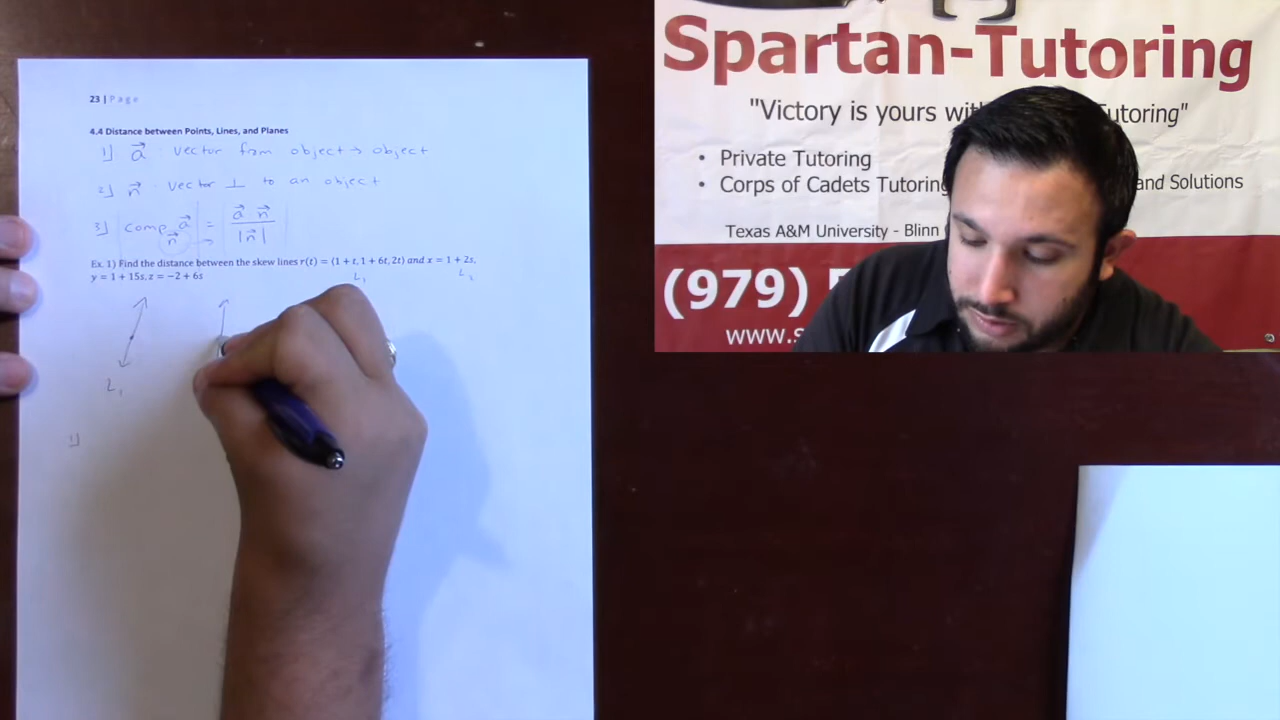 23 | Page
4.4 Distance between Points, Lines, and Planes
1] a⃗ : vector from object → object
2] n⃗ : vector ⊥ to an object
3] | comp n⃗ a⃗ | = | a⃗ n⃗ / |n⃗| |
Ex. 1) Find the distance between the skew lines r(t) = (1 + t, 1 + 6t, 2t) and x = 1 + 2s,
y = 1 + 15s, z = −2 + 6s
L₁ L₂
L₁
1]
Spartan-Tutoring
"Victory is yours utoring"
• Private Tutoring
• Corps of Cadets Tutoring and Solutions
Texas A&M University - Blinn
(979)
www.